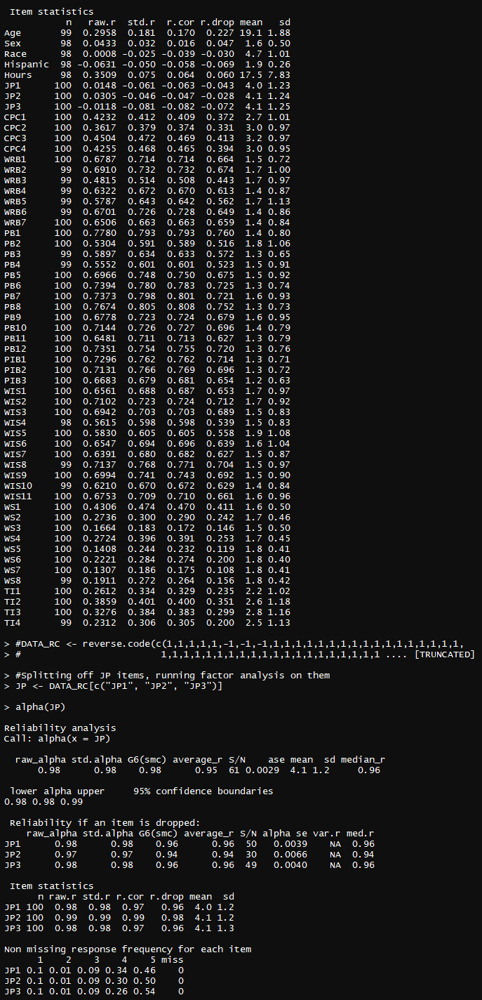 Item statistics
n raw.r std.r r.cor r.drop mean sd
Age 99 0.2958 0.181 0.170 0.227 19.1 1.88
Sex 98 0.0433 0.032 0.016 0.047 1.6 0.50
Race 98 0.0008 -0.025 -0.039 -0.030 4.7 1.01
Hispanic 98 -0.0631 -0.050 -0.058 -0.069 1.9 0.26
Hours 98 0.3509 0.075 0.064 0.060 17.5 7.83
JP1 100 0.0148 -0.061 -0.063 -0.043 4.0 1.23
JP2 100 0.0305 -0.046 -0.047 -0.028 4.1 1.24
JP3 100 -0.0118 -0.081 -0.082 -0.072 4.1 1.25
CPC1 100 0.4232 0.412 0.409 0.372 2.7 1.01
CPC2 100 0.3617 0.379 0.374 0.331 3.0 0.97
CPC3 100 0.4504 0.472 0.469 0.413 3.2 0.97
CPC4 100 0.4255 0.468 0.465 0.394 3.0 0.95
WRB1 100 0.6787 0.714 0.714 0.664 1.5 0.72
WRB2 99 0.6910 0.732 0.732 0.674 1.7 1.00
WRB3 99 0.4815 0.514 0.508 0.443 1.7 0.97
WRB4 99 0.6322 0.672 0.670 0.613 1.4 0.87
WRB5 99 0.5787 0.643 0.642 0.562 1.7 1.13
WRB6 99 0.6701 0.726 0.728 0.649 1.4 0.86
WRB7 100 0.6506 0.663 0.663 0.659 1.4 0.84
PB1 100 0.7780 0.793 0.793 0.760 1.4 0.80
PB2 100 0.5304 0.591 0.589 0.516 1.8 1.06
PB3 99 0.5897 0.634 0.633 0.572 1.3 0.65
PB4 99 0.5552 0.601 0.601 0.523 1.5 0.91
PB5 100 0.6966 0.748 0.750 0.675 1.5 0.92
PB6 100 0.7394 0.780 0.783 0.725 1.3 0.74
PB7 100 0.7373 0.798 0.801 0.721 1.6 0.93
PB8 100 0.7674 0.805 0.808 0.752 1.3 0.73
PB9 100 0.6778 0.723 0.724 0.679 1.6 0.95
PB10 100 0.7144 0.726 0.727 0.696 1.4 0.79
PB11 100 0.6481 0.711 0.713 0.627 1.3 0.79
PB12 100 0.7351 0.754 0.755 0.720 1.3 0.76
PIB1 100 0.7296 0.762 0.762 0.714 1.3 0.71
PIB2 100 0.7131 0.766 0.769 0.696 1.3 0.72
PIB3 100 0.6683 0.679 0.681 0.654 1.2 0.63
WIS1 100 0.6561 0.688 0.687 0.653 1.7 0.97
WIS2 100 0.7102 0.723 0.724 0.712 1.7 0.92
WIS3 100 0.6942 0.703 0.703 0.689 1.5 0.83
WIS4 98 0.5615 0.598 0.598 0.539 1.5 0.83
WIS5 100 0.5830 0.605 0.605 0.558 1.9 1.08
WIS6 100 0.6547 0.694 0.696 0.639 1.6 1.04
WIS7 100 0.6391 0.680 0.682 0.627 1.5 0.87
WIS8 99 0.7137 0.768 0.771 0.704 1.5 0.97
WIS9 100 0.6994 0.741 0.743 0.692 1.5 0.90
WIS10 99 0.6210 0.670 0.672 0.629 1.4 0.84
WIS11 100 0.6753 0.709 0.710 0.661 1.6 0.96
WS1 100 0.4306 0.474 0.470 0.411 1.6 0.50
WS2 100 0.2736 0.300 0.290 0.242 1.7 0.46
WS3 100 0.1664 0.183 0.172 0.146 1.5 0.50
WS4 100 0.2724 0.396 0.391 0.253 1.7 0.45
WS5 100 0.1408 0.244 0.232 0.119 1.8 0.41
WS6 100 0.2221 0.284 0.274 0.200 1.8 0.40
WS7 100 0.1307 0.186 0.175 0.108 1.8 0.41
WS8 99 0.1911 0.272 0.264 0.156 1.8 0.42
TI1 100 0.2612 0.334 0.329 0.235 2.2 1.02
TI2 100 0.3859 0.401 0.400 0.351 2.6 1.18
TI3 100 0.3276 0.384 0.383 0.299 2.8 1.16
TI4 99 0.2312 0.306 0.305 0.200 2.5 1.13
> #DATA_RC <- reverse.code(c(1,1,1,1,1,-1,-1,-1,1,1,1,1,1,1,1,1,1,1,1,1,1,1,1,
> # 1,1,1,1,1,1,1,1,1,1,1,1,1,1,1,1,1,1,1 .... [TRUNCATED]
> #Splitting off JP items, running factor analysis on them
> JP <- DATA_RC[c("JP1", "JP2", "JP3")]
> alpha(JP)
Reliability analysis
Call: alpha(x = JP)
raw_alpha std.alpha G6(smc) average_r S/N ase mean sd median_r
0.98 0.98 0.98 0.95 61 0.0029 4.1 1.2 0.96
lower alpha upper 95% confidence boundaries
0.98 0.98 0.99
Reliability if an item is dropped:
raw_alpha std.alpha G6(smc) average_r S/N alpha se var.r med.r
JP1 0.98 0.98 0.96 0.96 50 0.0039 NA 0.96
JP2 0.97 0.97 0.94 0.94 30 0.0066 NA 0.94
JP3 0.98 0.98 0.96 0.96 49 0.0040 NA 0.96
Item statistics
n raw.r std.r r.cor r.drop mean sd
JP1 100 0.98 0.98 0.97 0.96 4.0 1.2
JP2 100 0.99 0.99 0.99 0.98 4.1 1.2
JP3 100 0.98 0.98 0.97 0.96 4.1 1.3
Non missing response frequency for each item
1 2 3 4 5 miss
JP1 0.1 0.01 0.09 0.34 0.46 0
JP2 0.1 0.01 0.09 0.30 0.50 0
JP3 0.1 0.01 0.09 0.26 0.54 0